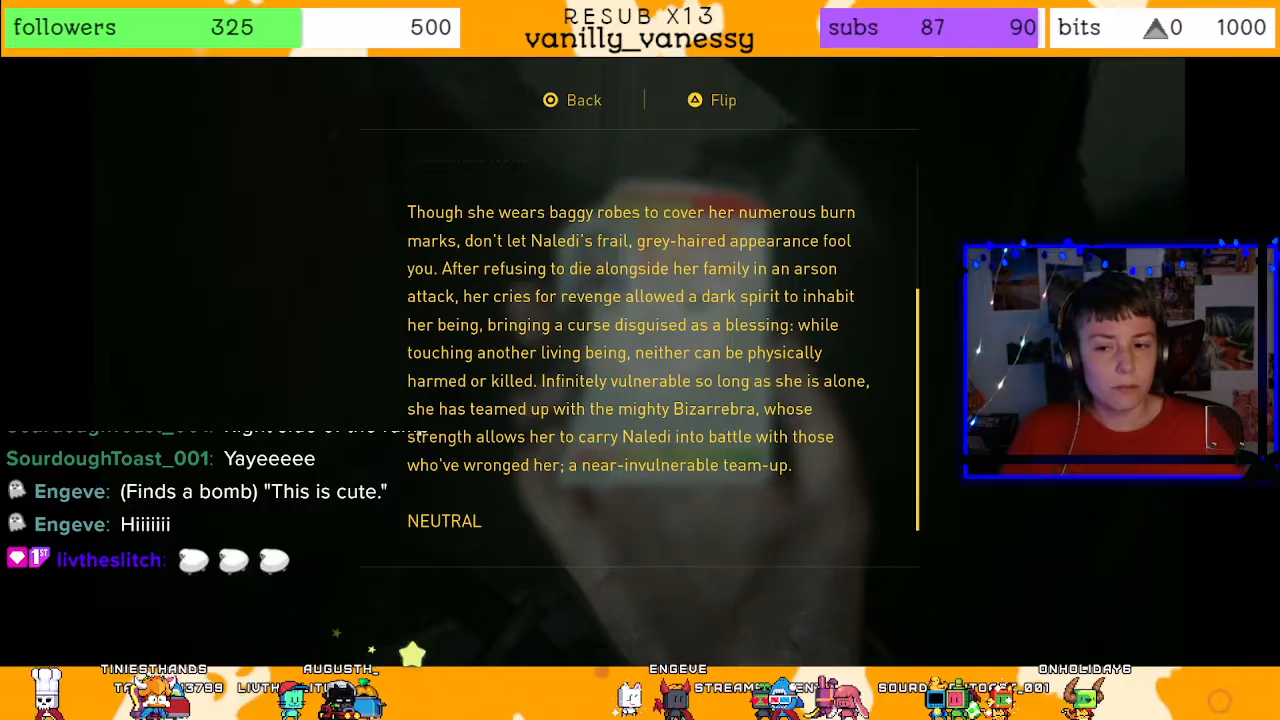 followers 325 500
RESUB X13
vanilly_vanessy
subs 87 90
bits 0 1000
Back
Flip
Though she wears baggy robes to cover her numerous burn
marks, don't let Naledi's frail, grey-haired appearance fool
you. After refusing to die alongside her family in an arson
attack, her cries for revenge allowed a dark spirit to inhabit
her being, bringing a curse disguised as a blessing: while
touching another living being, neither can be physically
harmed or killed. Infinitely vulnerable so long as she is alone,
she has teamed up with the mighty Bizarrebra, whose
strength allows her to carry Naledi into battle with those
who've wronged her; a near-invulnerable team-up.
NEUTRAL
SourdoughToast_001: Yayeeeee
Engeve: (Finds a bomb) "This is cute."
Engeve: Hiiiiiii
1ST livtheslitch:
TINIESTHANDS
AUGUSTH_
ENGEVE
ONHOLIDAY6